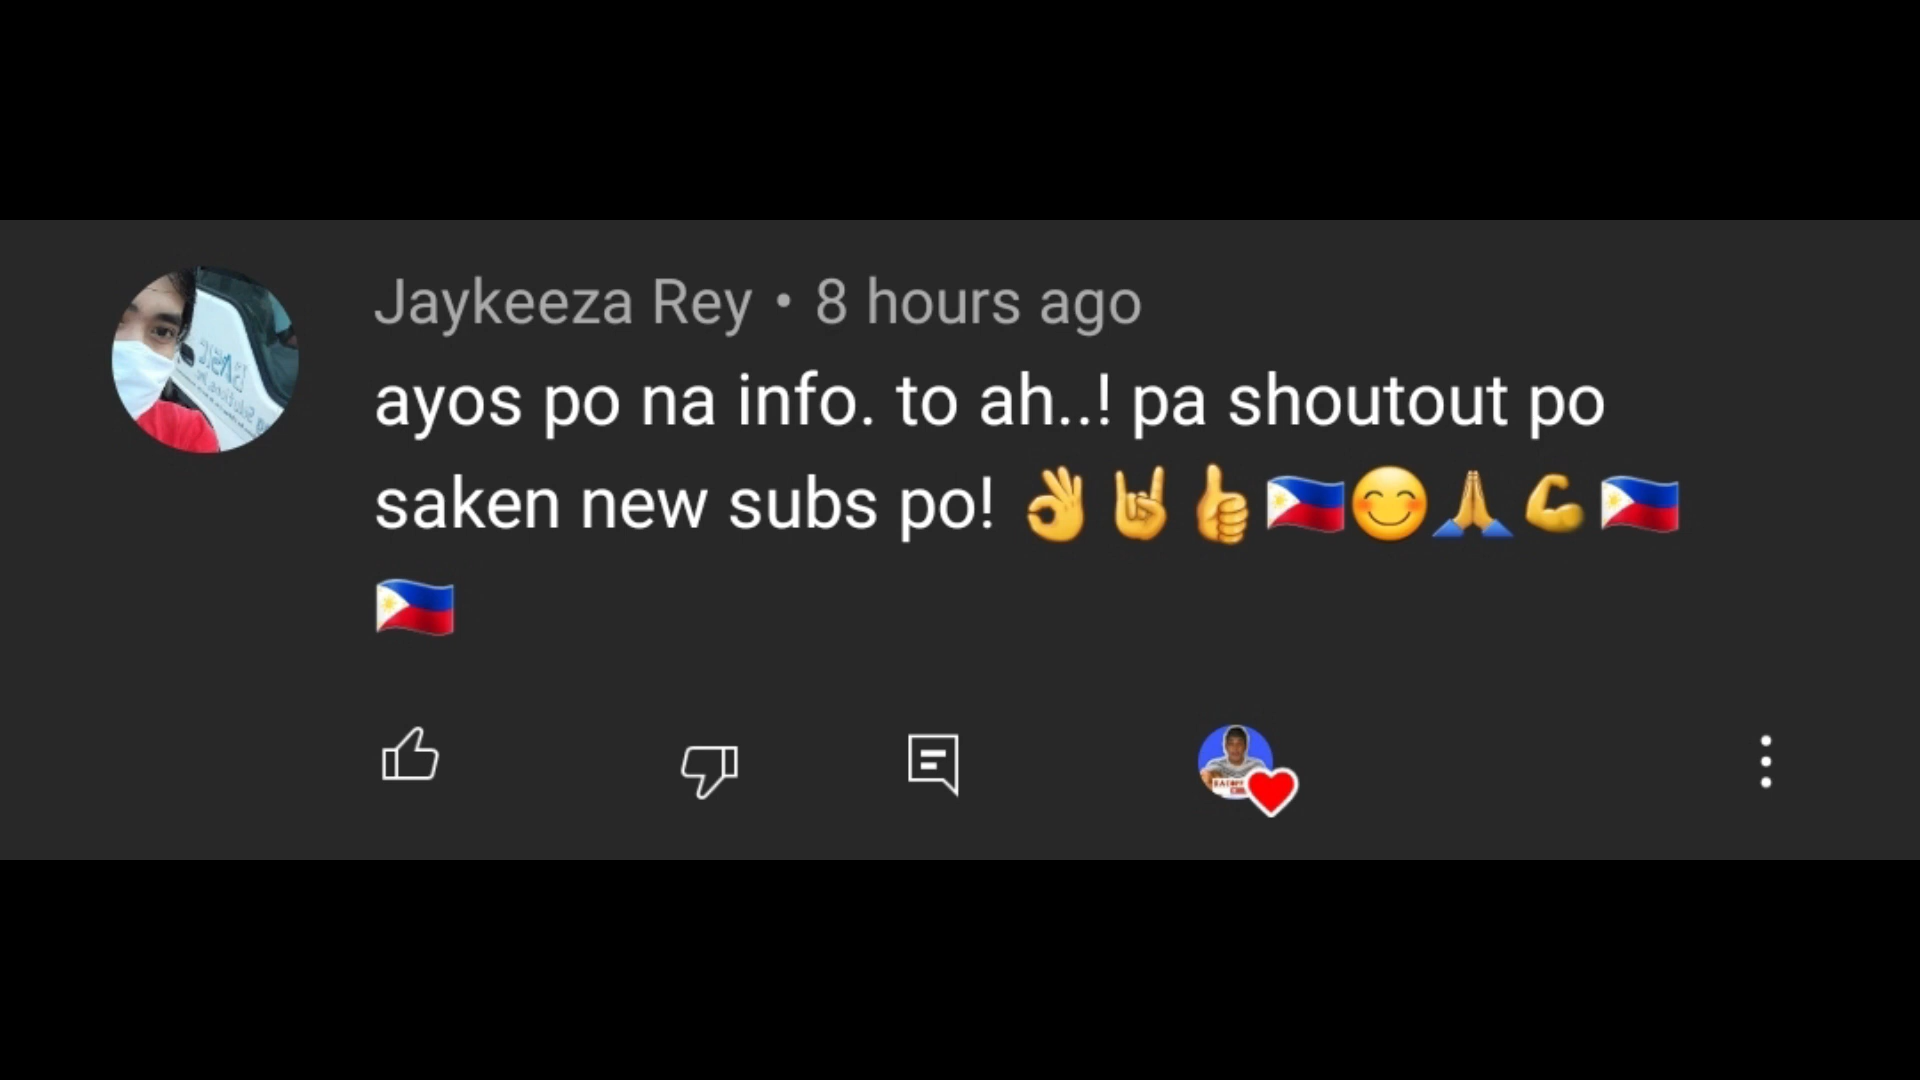 Jaykeeza Rey • 8 hours ago
ayos po na info. to ah..! pa shoutout po
saken new subs po! 👌🤘👍🇵🇭😊🙏💪🇵🇭
🇵🇭